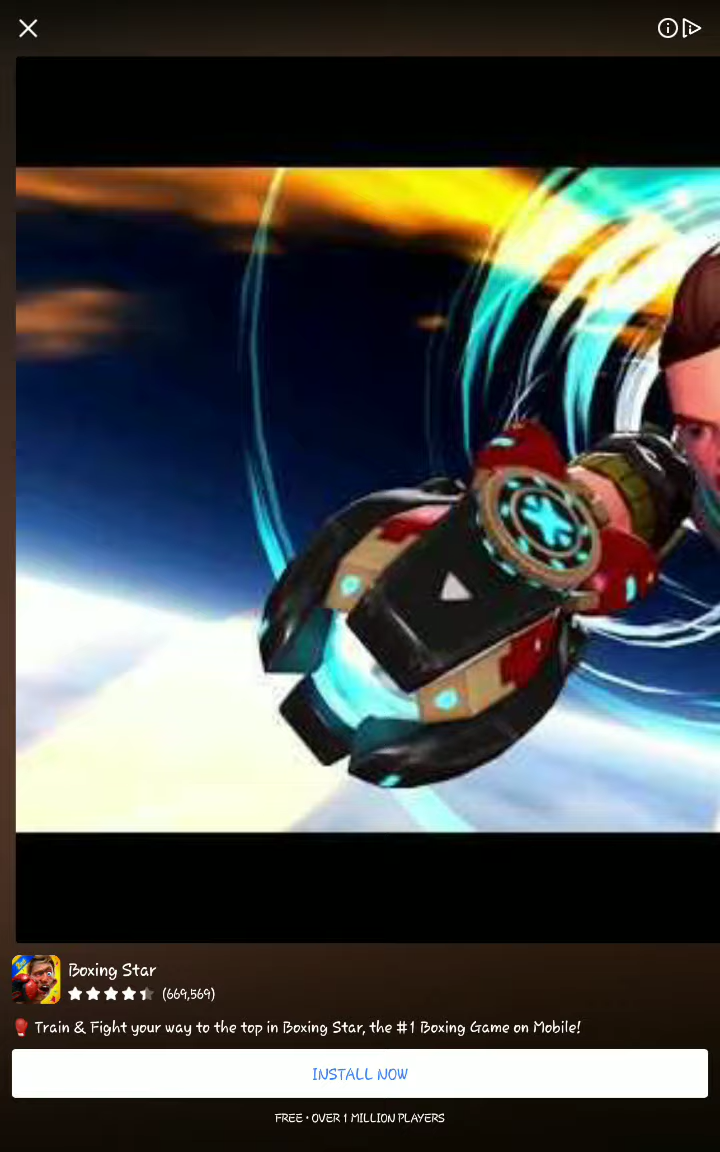 Boxing Star
(669,569)
🥊 Train & Fight your way to the top in Boxing Star, the #1 Boxing Game on Mobile!
INSTALL NOW
FREE • OVER 1 MILLION PLAYERS